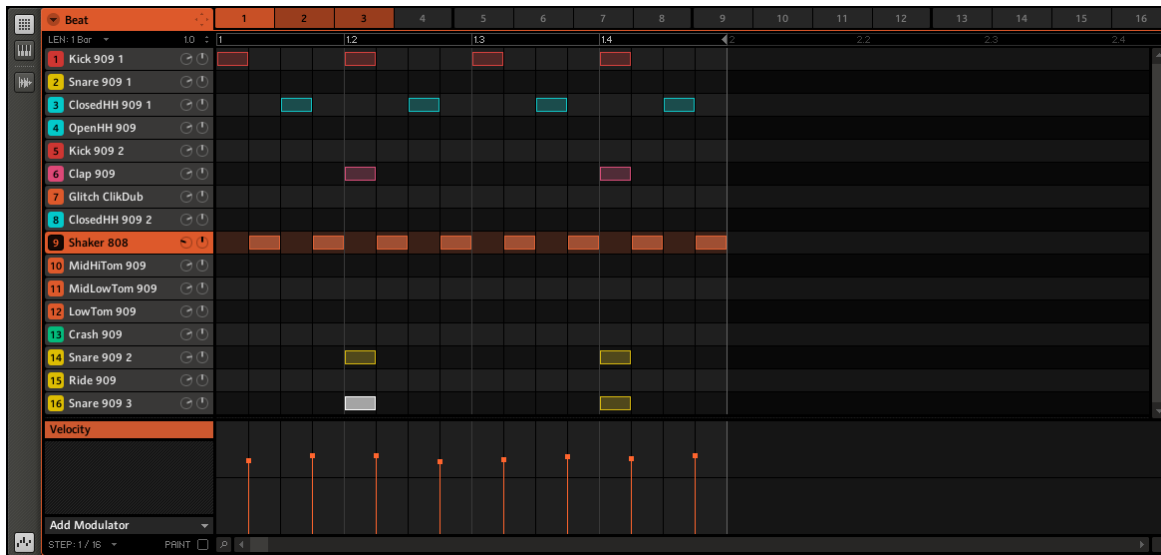 Beat 1 2 3 4 5 6 7 8 9 10 11 12 13 14 15 16
LEN: 1 Bar 1.0 1 1.2 1.3 1.4 2 2.2 2.3 2.4
1 Kick 909 1
2 Snare 909 1
3 ClosedHH 909 1
4 OpenHH 909
5 Kick 909 2
6 Clap 909
7 Glitch ClikDub
8 ClosedHH 909 2
9 Shaker 808
10 MidHiTom 909
11 MidLowTom 909
12 LowTom 909
13 Crash 909
14 Snare 909 2
15 Ride 909
16 Snare 909 3
Velocity
Add Modulator
STEP: 1 / 16 PAINT